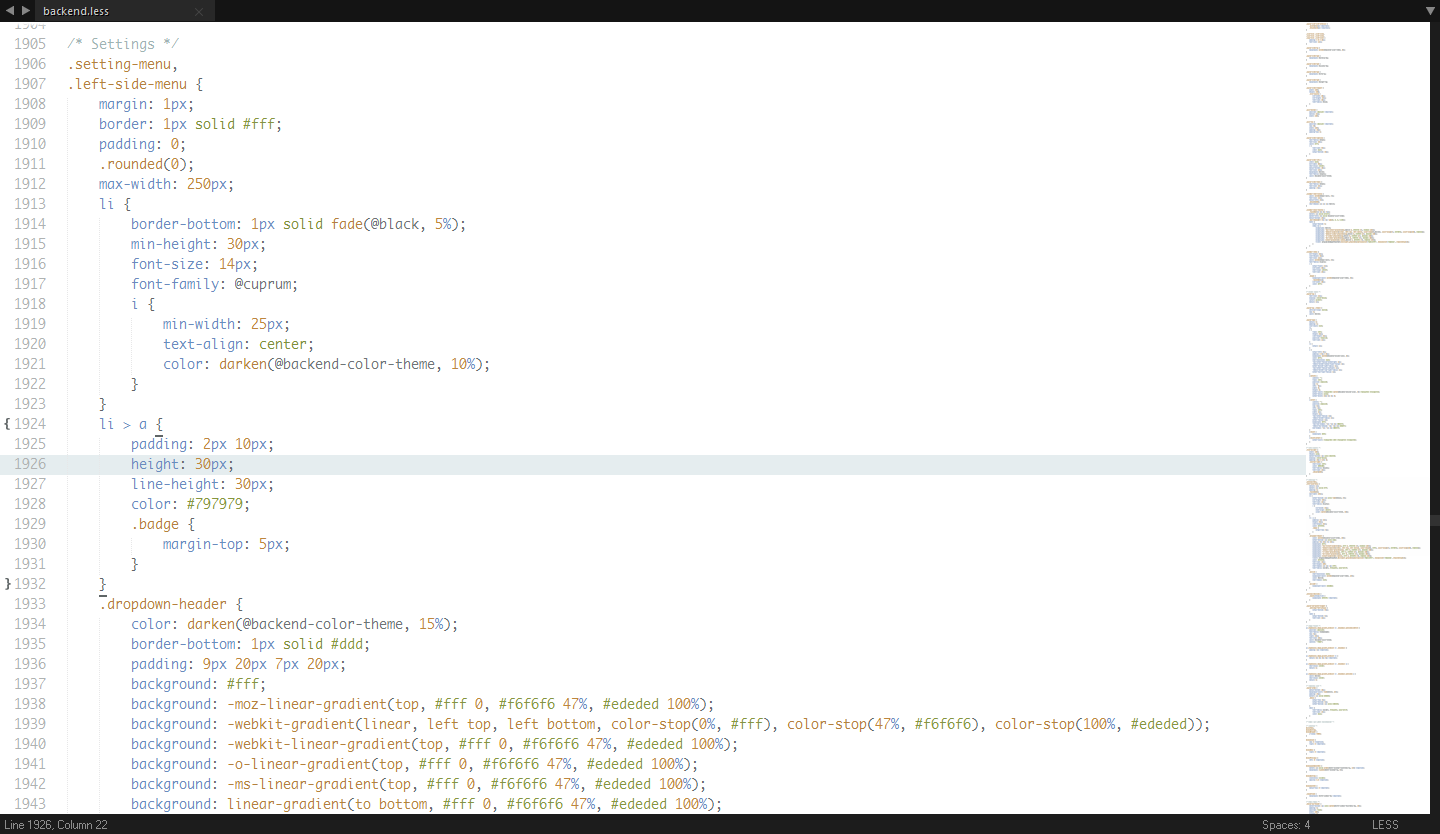 backend.less
1905 /* Settings */
1906 .setting-menu,
1907 .left-side-menu {
1908 margin: 1px;
1909 border: 1px solid #fff;
1910 padding: 0;
1911 .rounded(0);
1912 max-width: 250px;
1913 li {
1914 border-bottom: 1px solid fade(@black, 5%);
1915 min-height: 30px;
1916 font-size: 14px;
1917 font-family: @cuprum;
1918 i {
1919 min-width: 25px;
1920 text-align: center;
1921 color: darken(@backend-color-theme, 10%);
1922 }
1923 }
{ 1924 li > a {
1925 padding: 2px 10px;
1926 height: 30px;
1927 line-height: 30px;
1928 color: #797979;
1929 .badge {
1930 margin-top: 5px;
1931 }
} 1932 }
1933 .dropdown-header {
1934 color: darken(@backend-color-theme, 15%);
1935 border-bottom: 1px solid #ddd;
1936 padding: 9px 20px 7px 20px;
1937 background: #fff;
1938 background: -moz-linear-gradient(top, #fff 0, #f6f6f6 47%, #ededed 100%);
1939 background: -webkit-gradient(linear, left top, left bottom, color-stop(0%, #fff), color-stop(47%, #f6f6f6), color-stop(100%, #ededed));
1940 background: -webkit-linear-gradient(top, #fff 0, #f6f6f6 47%, #ededed 100%);
1941 background: -o-linear-gradient(top, #fff 0, #f6f6f6 47%, #ededed 100%);
1942 background: -ms-linear-gradient(top, #fff 0, #f6f6f6 47%, #ededed 100%);
1943 background: linear-gradient(to bottom, #fff 0, #f6f6f6 47%, #ededed 100%);
Line 1926, Column 22 Spaces: 4 LESS